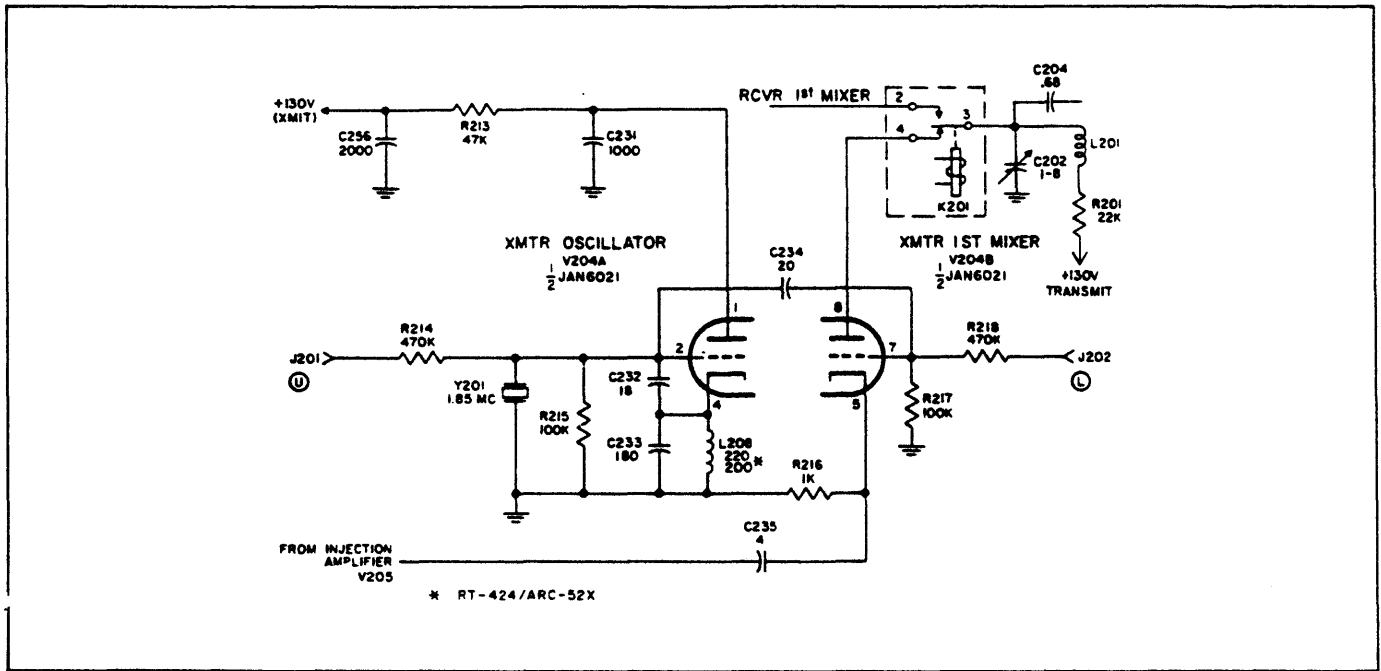 +130V
(XMIT)
C256
2000
R213
47K
C231
1000
RCVR 1st MIXER
2
4
3
K201
C204
.68
L201
C202
1-8
R201
22K
+130V
TRANSMIT
XMTR OSCILLATOR
V204A
1/2 JAN6021
XMTR 1ST MIXER
V204B
1/2 JAN6021
C234
20
1
2
4
7
5
J201
U
R214
470K
Y201
1.85 MC
R215
100K
C232
18
C233
180
L208
220
200*
R216
1K
R217
100K
R218
470K
J202
L
C235
4
FROM INJECTION
AMPLIFIER
V205
* RT-424/ARC-52X